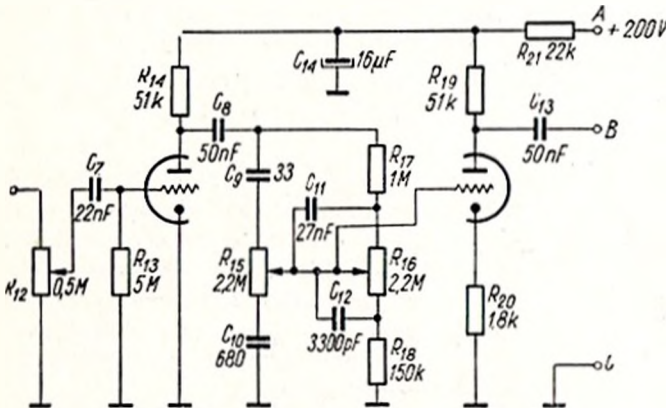 A
+200V
R21 22k
C14
16µF
R14
51k
R19
51k
C8
50nF
C13
50nF
B
C9
33
R17
1M
C7
22nF
C11
27nF
R12
0,5M
R13
5M
R15
2,2M
R16
2,2M
C12
3300pF
R20
1,8k
C10
680
R18
150k